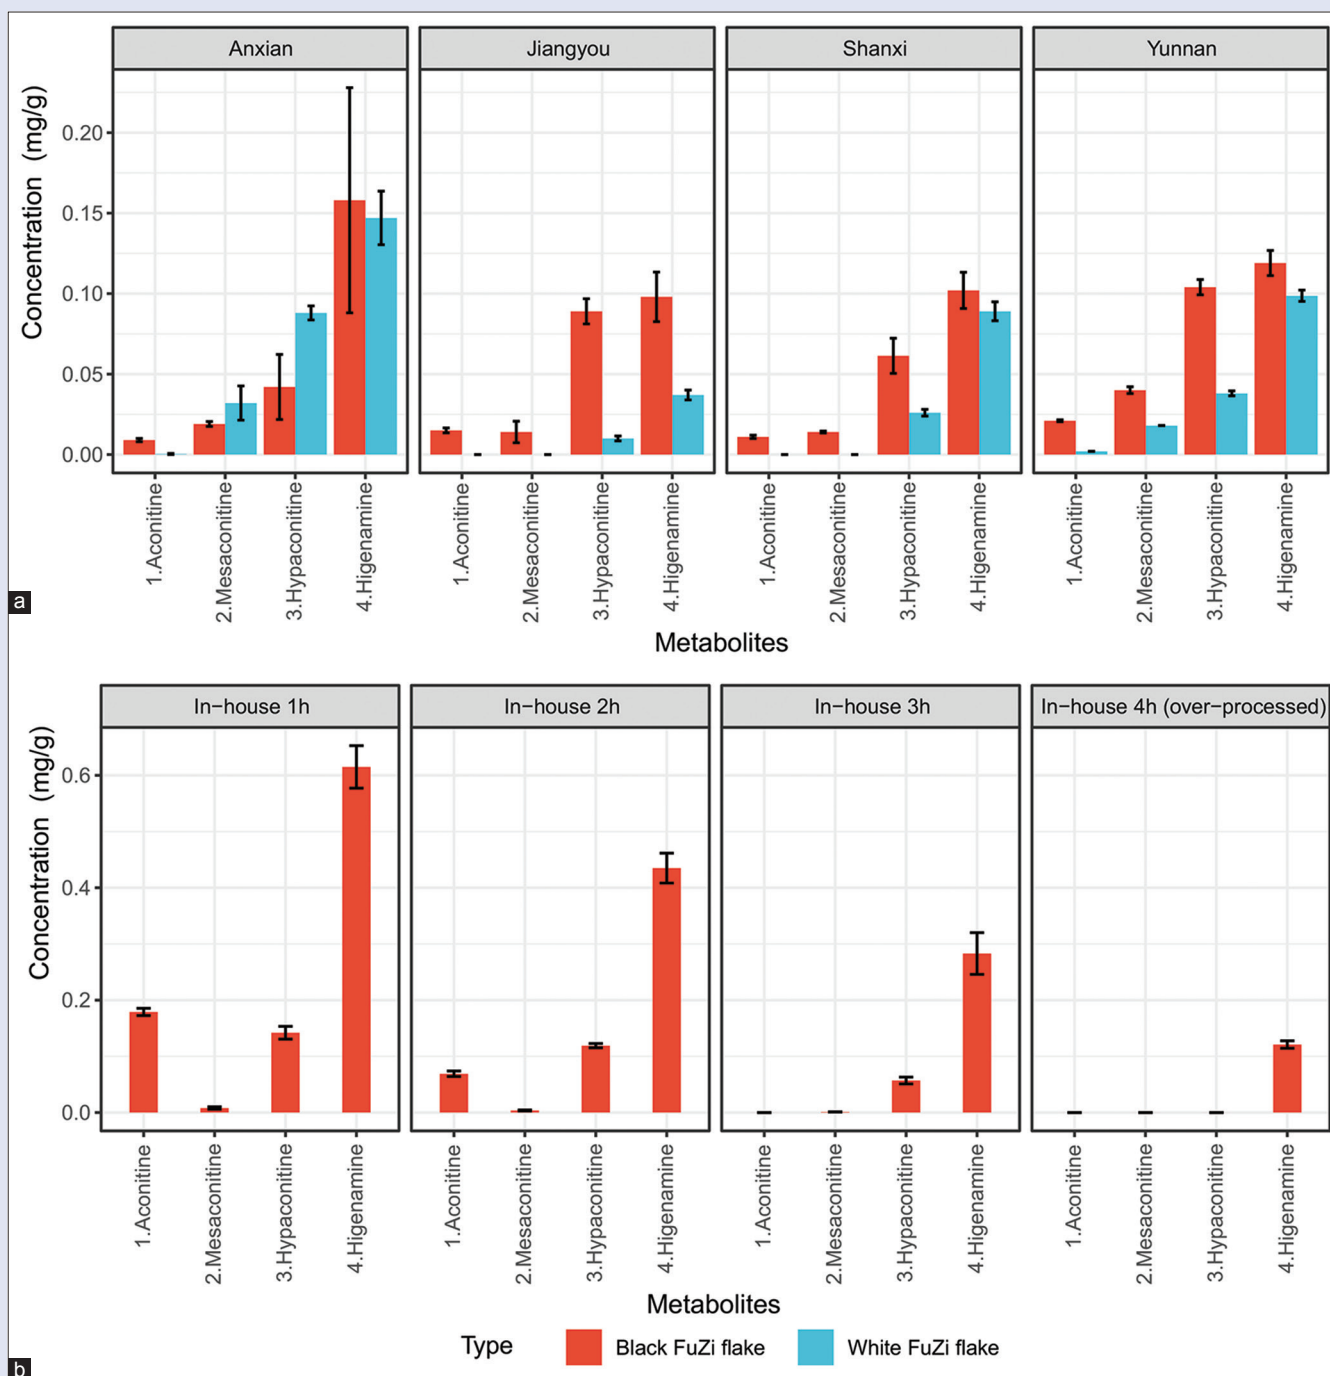 Anxian Jiangyou Shanxi Yunnan
Concentration (mg/g)
0.20
0.15
0.10
0.05
0.00
1.Aconitine 2.Mesaconitine 3.Hypaconitine 4.Higenamine 1.Aconitine 2.Mesaconitine 3.Hypaconitine 4.Higenamine 1.Aconitine 2.Mesaconitine 3.Hypaconitine 4.Higenamine 1.Aconitine 2.Mesaconitine 3.Hypaconitine 4.Higenamine
a
Metabolites
In-house 1h In-house 2h In-house 3h In-house 4h (over-processed)
Concentration (mg/g)
0.6
0.4
0.2
0.0
1.Aconitine 2.Mesaconitine 3.Hypaconitine 4.Higenamine 1.Aconitine 2.Mesaconitine 3.Hypaconitine 4.Higenamine 1.Aconitine 2.Mesaconitine 3.Hypaconitine 4.Higenamine 1.Aconitine 2.Mesaconitine 3.Hypaconitine 4.Higenamine
Metabolites
Type Black FuZi flake White FuZi flake
b